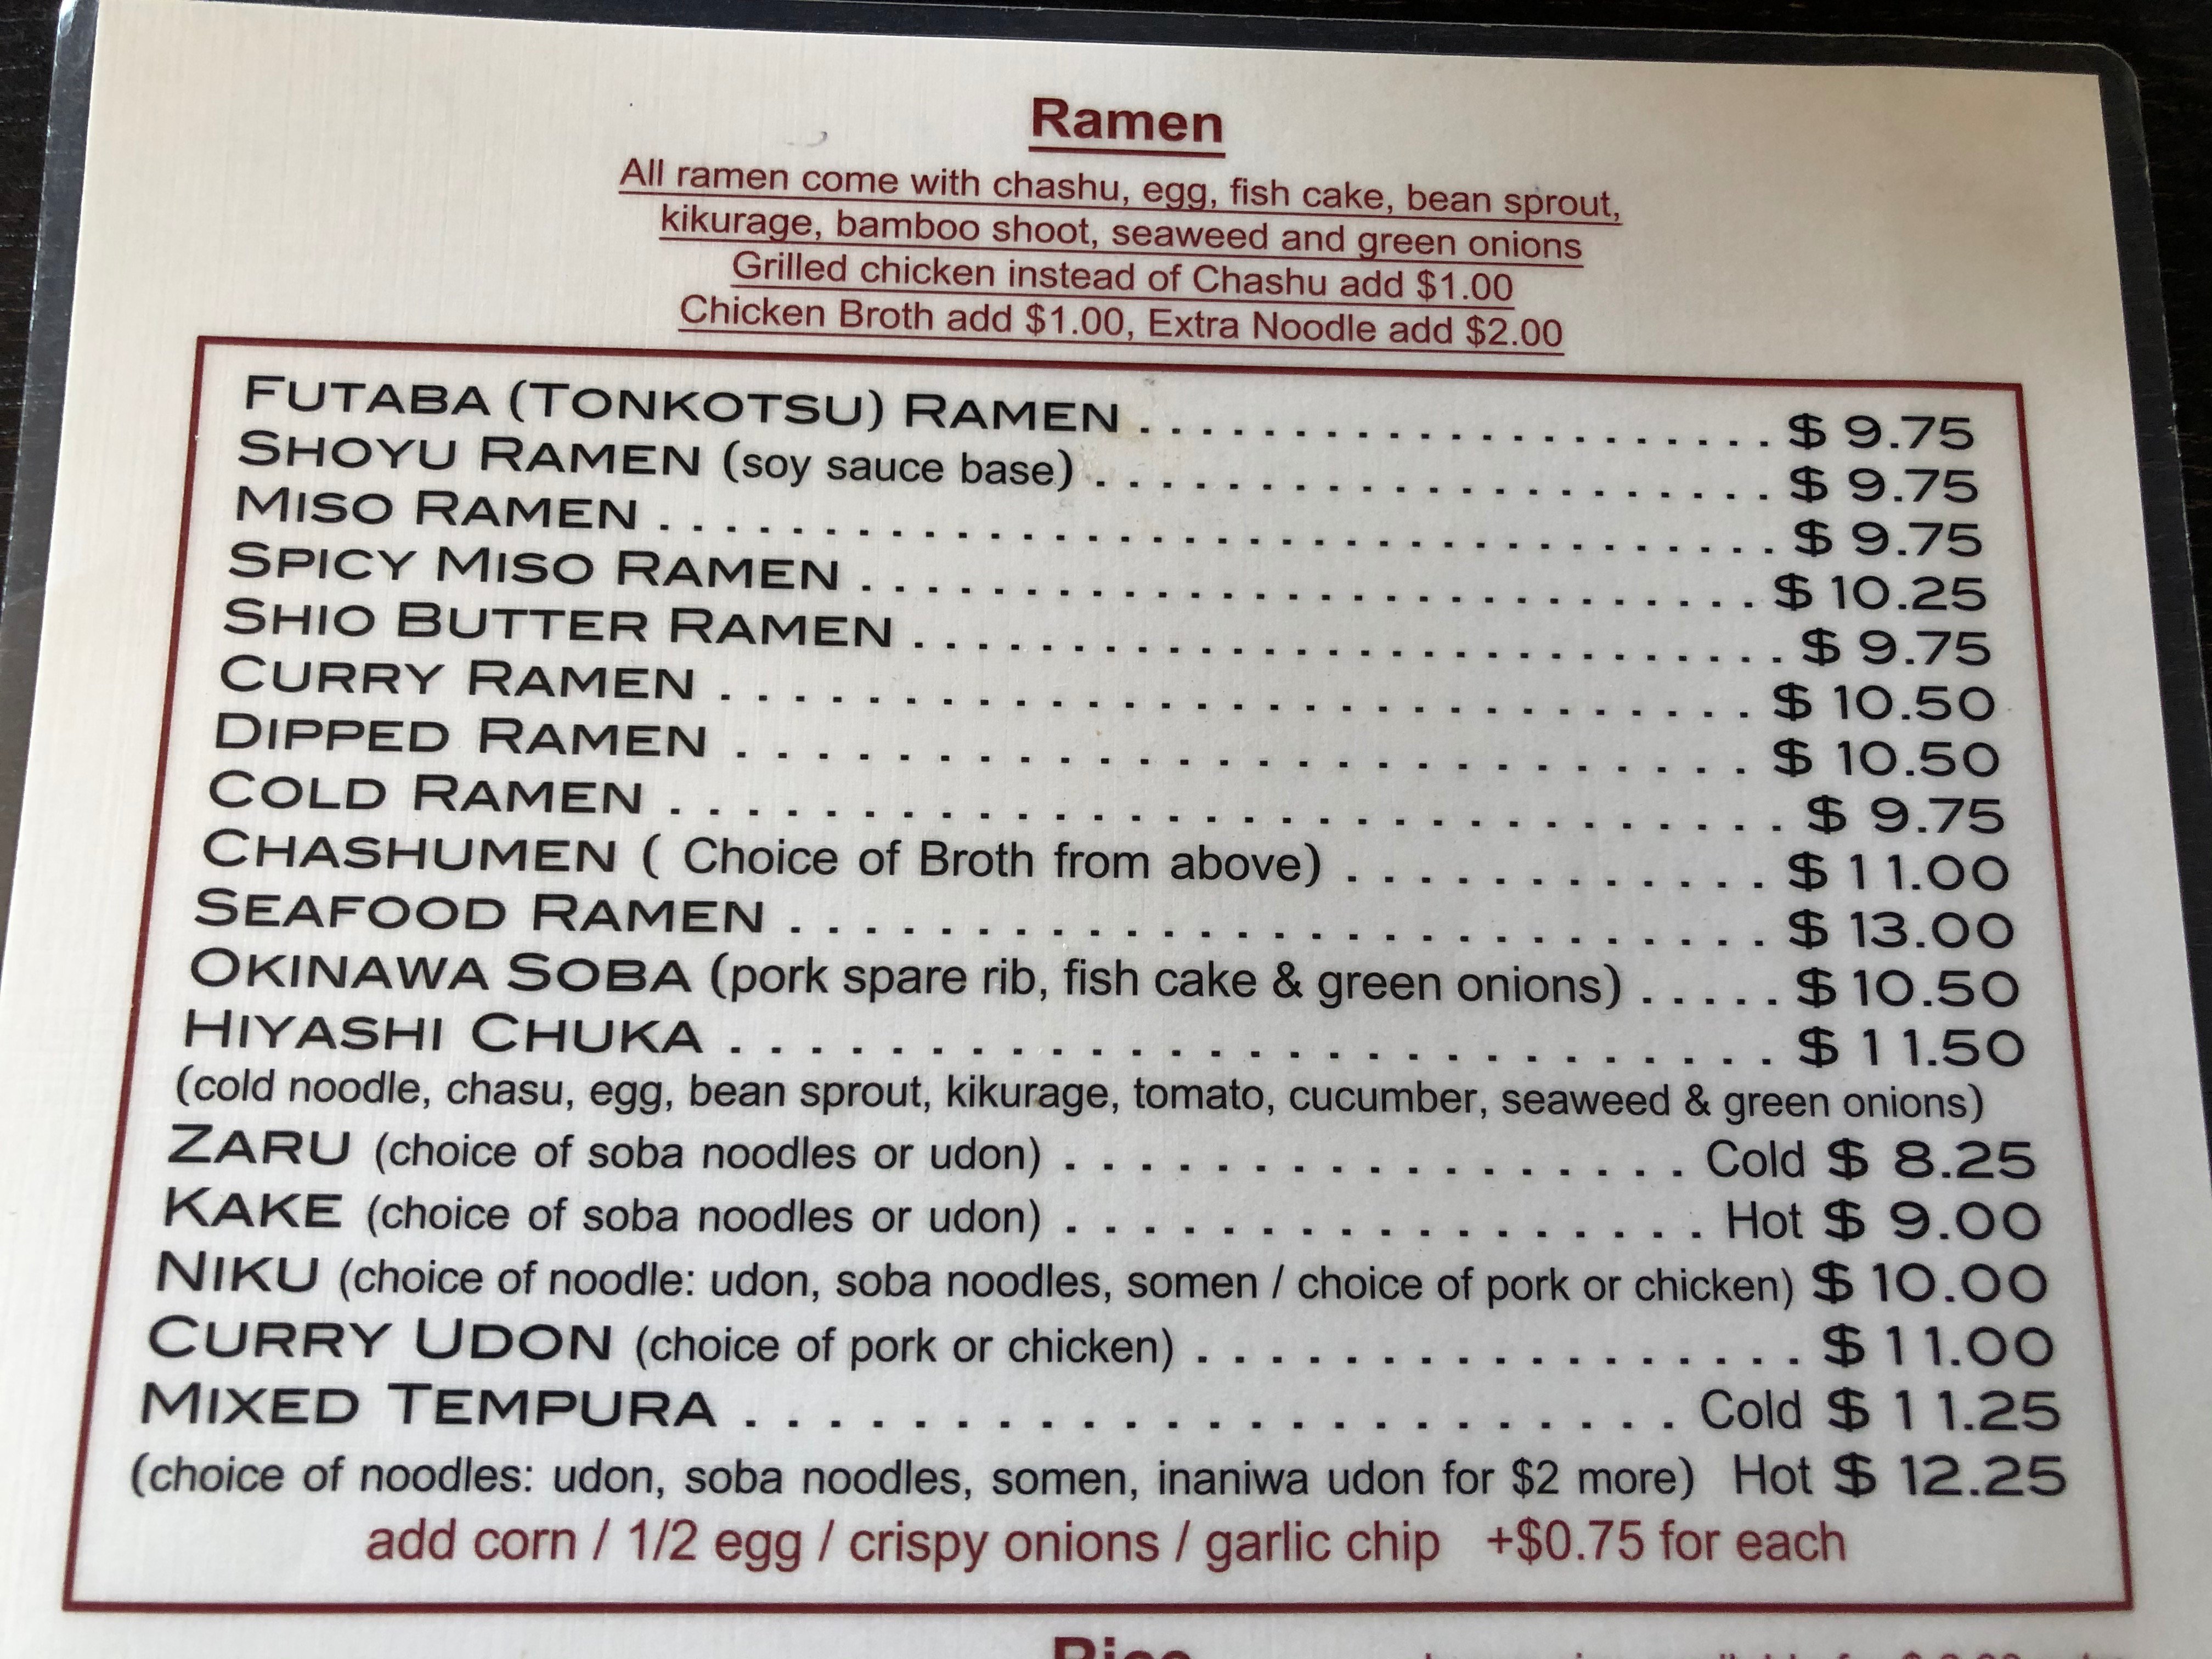 Ramen
All ramen come with chashu, egg, fish cake, bean sprout,
kikurage, bamboo shoot, seaweed and green onions
Grilled chicken instead of Chashu add $1.00
Chicken Broth add $1.00, Extra Noodle add $2.00
FUTABA (TONKOTSU) RAMEN . . . . . . . . . . . . . . . . . . . $ 9.75
SHOYU RAMEN (soy sauce base) . . . . . . . . . . . . . . . . . . . $ 9.75
MISO RAMEN . . . . . . . . . . . . . . . . . . . . . . . . . . . . . $ 9.75
SPICY MISO RAMEN . . . . . . . . . . . . . . . . . . . . . . . . $ 10.25
SHIO BUTTER RAMEN . . . . . . . . . . . . . . . . . . . . . . . $ 9.75
CURRY RAMEN . . . . . . . . . . . . . . . . . . . . . . . . . . . $ 10.50
DIPPED RAMEN . . . . . . . . . . . . . . . . . . . . . . . . . . $ 10.50
COLD RAMEN . . . . . . . . . . . . . . . . . . . . . . . . . . . . $ 9.75
CHASHUMEN ( Choice of Broth from above) . . . . . . . . . . . . $ 11.00
SEAFOOD RAMEN . . . . . . . . . . . . . . . . . . . . . . . . . . $ 13.00
OKINAWA SOBA (pork spare rib, fish cake & green onions) . . . . . $ 10.50
HIYASHI CHUKA . . . . . . . . . . . . . . . . . . . . . . . . . . $ 11.50
(cold noodle, chasu, egg, bean sprout, kikurage, tomato, cucumber, seaweed & green onions)
ZARU (choice of soba noodles or udon) . . . . . . . . . . . . . . . . Cold $ 8.25
KAKE (choice of soba noodles or udon) . . . . . . . . . . . . . . . . Hot $ 9.00
NIKU (choice of noodle: udon, soba noodles, somen / choice of pork or chicken) $ 10.00
CURRY UDON (choice of pork or chicken) . . . . . . . . . . . . . . . . . $ 11.00
MIXED TEMPURA . . . . . . . . . . . . . . . . . . . . . . . . . . Cold $ 11.25
(choice of noodles: udon, soba noodles, somen, inaniwa udon for $2 more) Hot $ 12.25
add corn / 1/2 egg / crispy onions / garlic chip +$0.75 for each
Rice